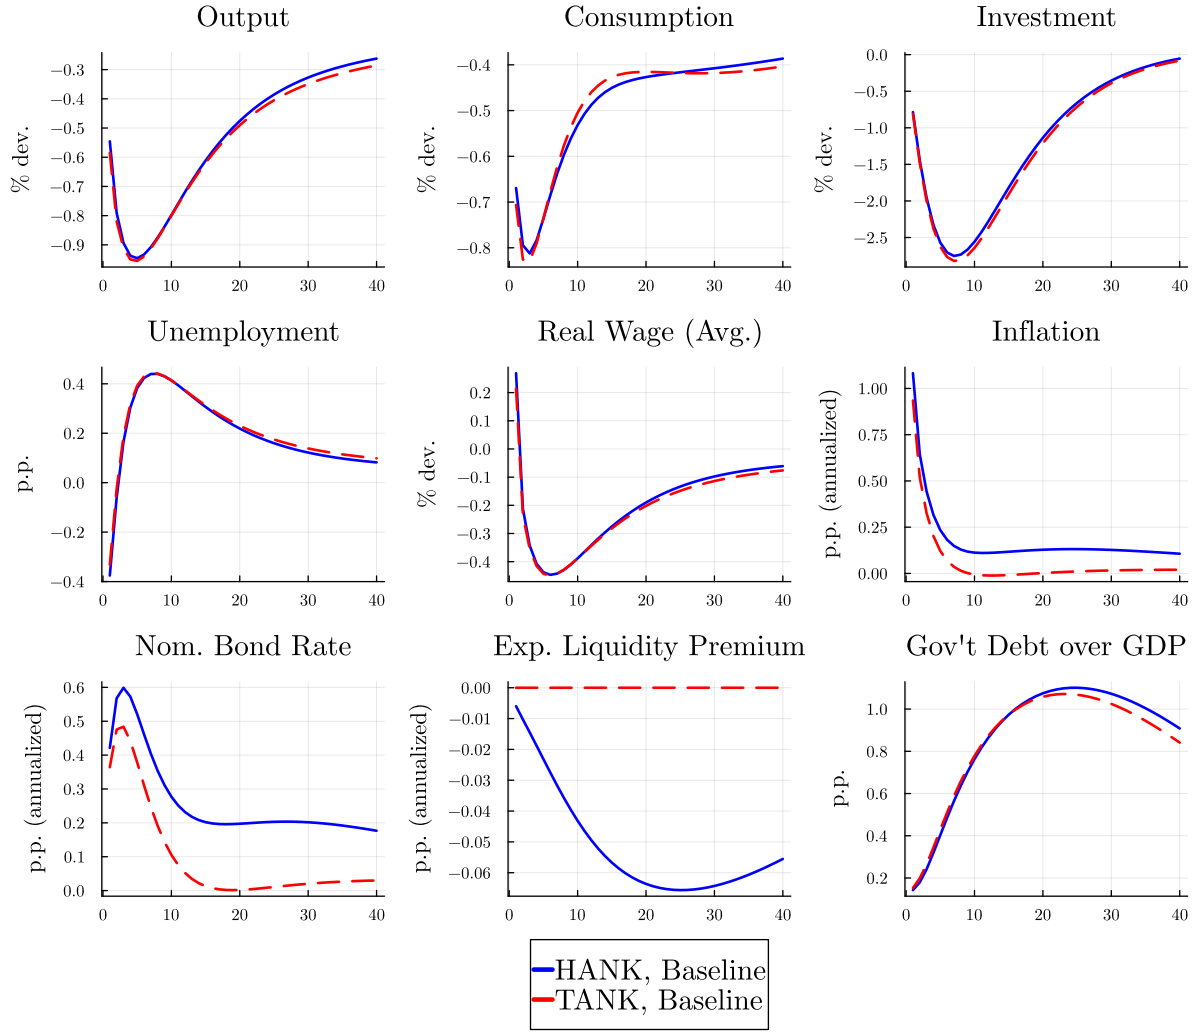 Output
Consumption
Investment
% dev.
−0.3
−0.4
−0.5
−0.6
−0.7
−0.8
−0.9
0 10 20 30 40
% dev.
−0.4
−0.5
−0.6
−0.7
−0.8
0 10 20 30 40
% dev.
0.0
−0.5
−1.0
−1.5
−2.0
−2.5
0 10 20 30 40
Unemployment
Real Wage (Avg.)
Inflation
p.p.
0.4
0.2
0.0
−0.2
−0.4
0 10 20 30 40
% dev.
0.2
0.1
0.0
−0.1
−0.2
−0.3
−0.4
0 10 20 30 40
p.p. (annualized)
1.00
0.75
0.50
0.25
0.00
0 10 20 30 40
Nom. Bond Rate
Exp. Liquidity Premium
Gov't Debt over GDP
p.p. (annualized)
0.6
0.5
0.4
0.3
0.2
0.1
0.0
0 10 20 30 40
p.p. (annualized)
0.00
−0.01
−0.02
−0.03
−0.04
−0.05
−0.06
0 10 20 30 40
p.p.
1.0
0.8
0.6
0.4
0.2
0 10 20 30 40
HANK, Baseline
TANK, Baseline